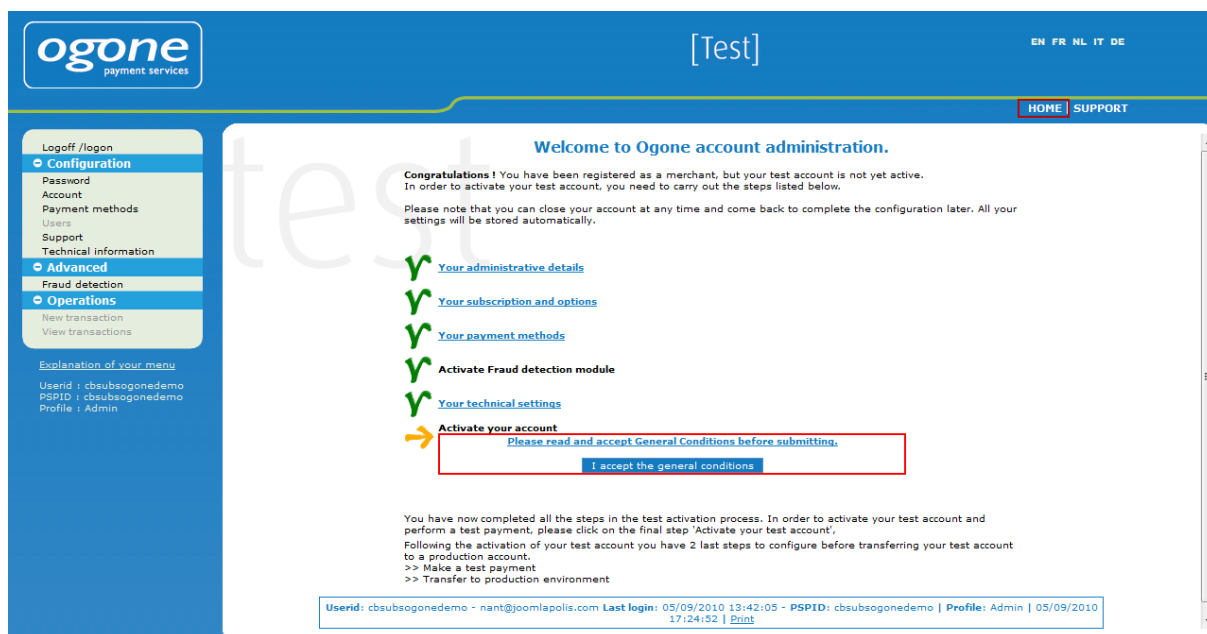 ogone
payment services
[Test]
EN FR NL IT DE
HOME SUPPORT
Logoff /logon
Configuration
Password
Account
Payment methods
Users
Support
Technical information
Advanced
Fraud detection
Operations
New transaction
View transactions
Explanation of your menu
Userid : cbsubsogonedemo
PSPID : cbsubsogonedemo
Profile : Admin
test
Welcome to Ogone account administration.
Congratulations ! You have been registered as a merchant, but your test account is not yet active.
In order to activate your test account, you need to carry out the steps listed below.
Please note that you can close your account at any time and come back to complete the configuration later. All your
settings will be stored automatically.
Your administrative details
Your subscription and options
Your payment methods
Activate Fraud detection module
Your technical settings
Activate your account
Please read and accept General Conditions before submitting.
I accept the general conditions
You have now completed all the steps in the test activation process. In order to activate your test account and
perform a test payment, please click on the final step 'Activate your test account',
Following the activation of your test account you have 2 last steps to configure before transferring your test account
to a production account.
>> Make a test payment
>> Transfer to production environment
Userid: cbsubsogonedemo - nant@joomlapolis.com Last login: 05/09/2010 13:42:05 - PSPID: cbsubsogonedemo | Profile: Admin | 05/09/2010
17:24:52 | Print